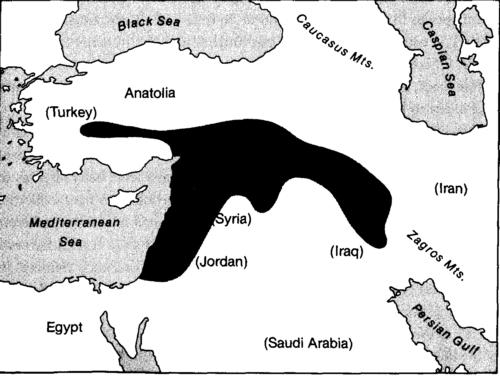 Black Sea
Caucasus Mts.
Caspian Sea
Anatolia
(Turkey)
(Iran)
Mediterranean
Sea
(Syria)
(Jordan)
(Iraq)
Zagros Mts.
Egypt
(Saudi Arabia)
Persian Gulf